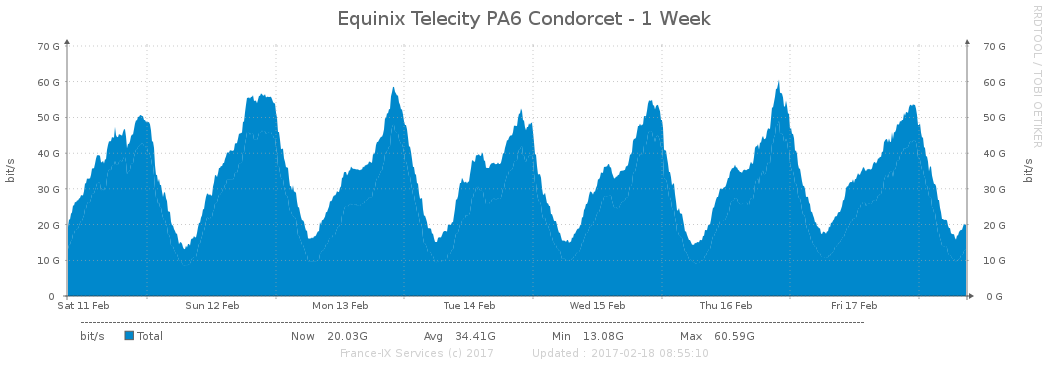 Equinix Telecity PA6 Condorcet - 1 Week
RRDTOOL / TOBI OETIKER
bit/s
70 G 70 G
60 G 60 G
50 G 50 G
40 G 40 G
30 G 30 G
20 G 20 G
10 G 10 G
0 0 G
bit/s
Sat 11 Feb Sun 12 Feb Mon 13 Feb Tue 14 Feb Wed 15 Feb Thu 16 Feb Fri 17 Feb
bit/s Total Now 20.03G Avg 34.41G Min 13.08G Max 60.59G
France-IX Services (c) 2017 Updated : 2017-02-18 08:55:10